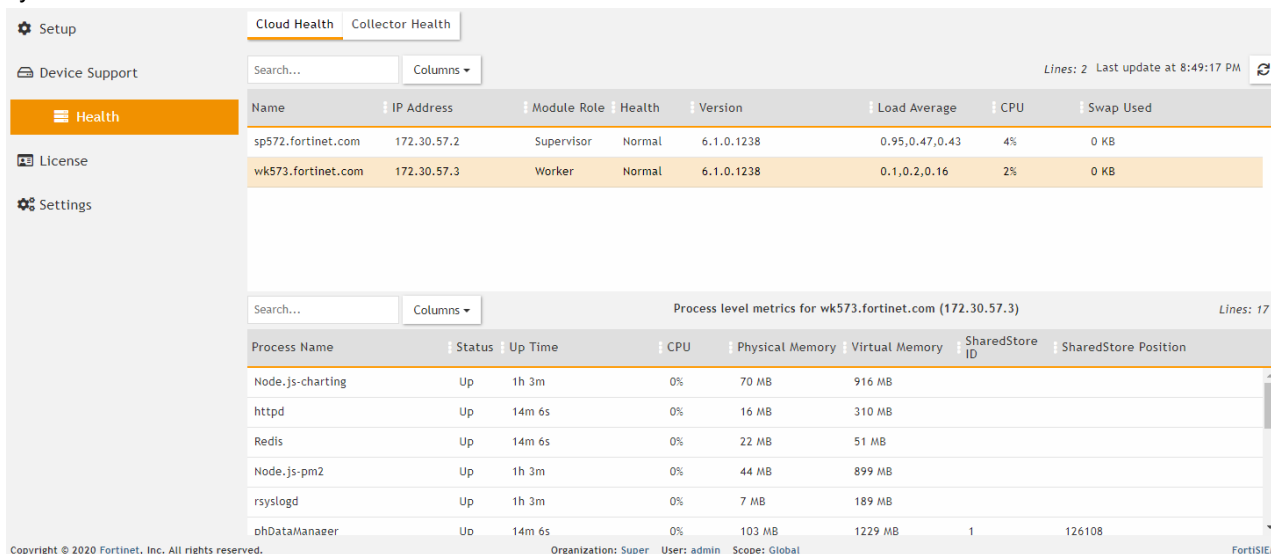 Setup
Device Support
Health
License
Settings
Cloud Health Collector Health
Search... Columns Lines: 2 Last update at 8:49:17 PM
Name IP Address Module Role Health Version Load Average CPU Swap Used
sp572.fortinet.com 172.30.57.2 Supervisor Normal 6.1.0.1238 0.95,0.47,0.43 4% 0 KB
wk573.fortinet.com 172.30.57.3 Worker Normal 6.1.0.1238 0.1,0.2,0.16 2% 0 KB
Search... Columns Process level metrics for wk573.fortinet.com (172.30.57.3) Lines: 17
Process Name Status Up Time CPU Physical Memory Virtual Memory SharedStore ID SharedStore Position
Node.js-charting Up 1h 3m 0% 70 MB 916 MB
httpd Up 14m 6s 0% 16 MB 310 MB
Redis Up 14m 6s 0% 22 MB 51 MB
Node.js-pm2 Up 1h 3m 0% 44 MB 899 MB
rsyslogd Up 1h 3m 0% 7 MB 189 MB
phDataManager Up 14m 6s 0% 103 MB 1229 MB 1 126108
Copyright © 2020 Fortinet, Inc. All rights reserved. Organization: Super User: admin Scope: Global